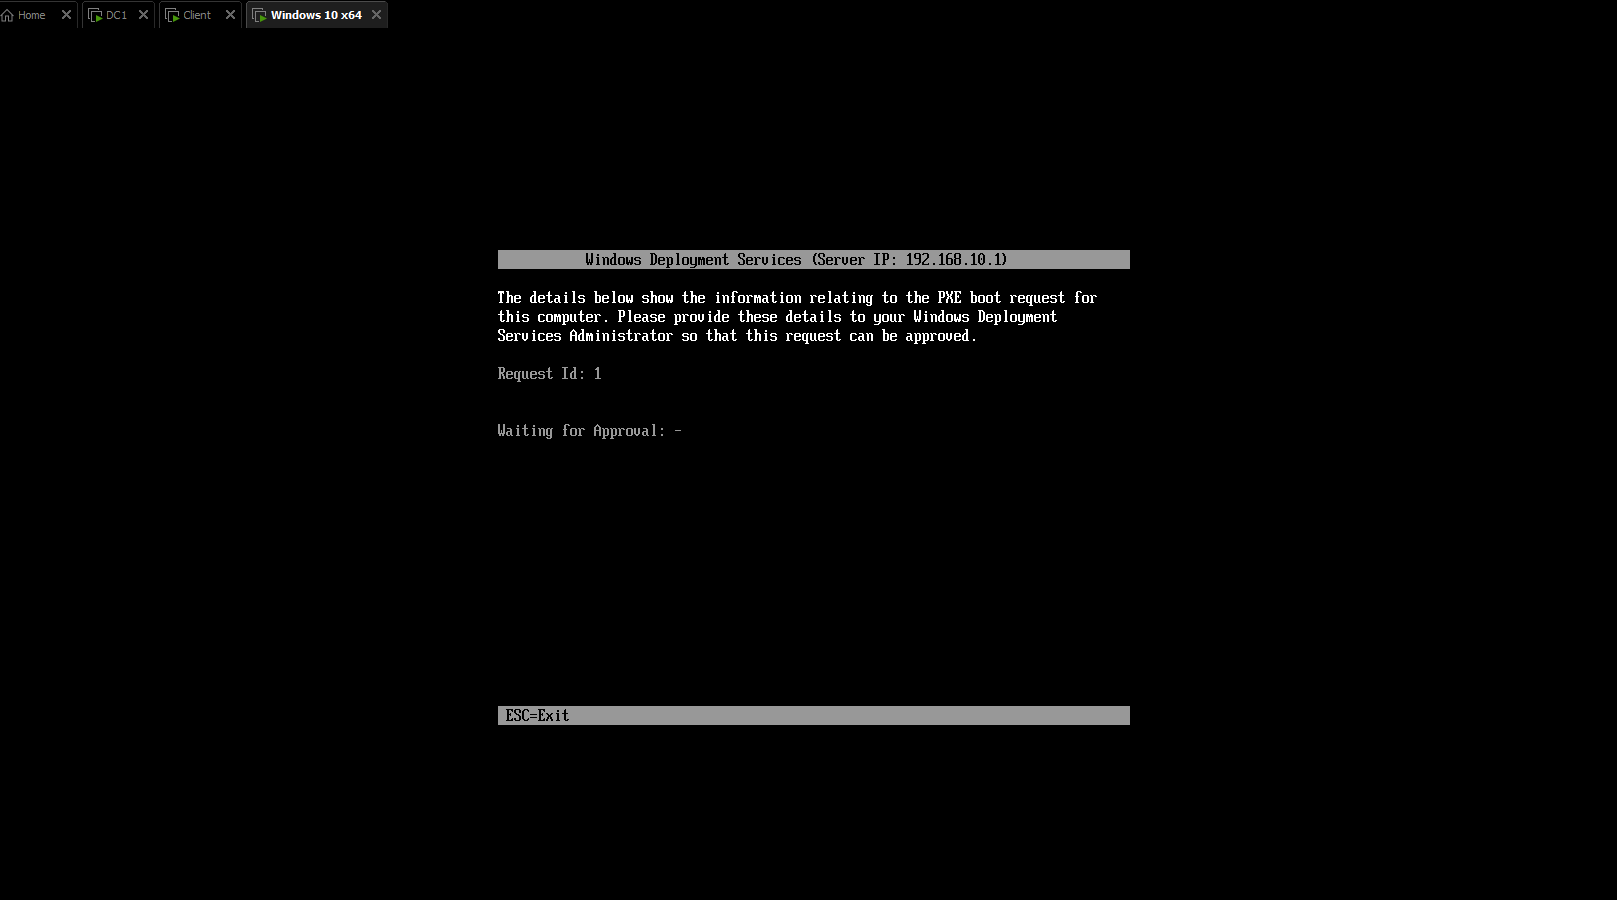 Home
DC1
Client
Windows 10 x64
Windows Deployment Services (Server IP: 192.168.10.1)
The details below show the information relating to the PXE boot request for
this computer. Please provide these details to your Windows Deployment
Services Administrator so that this request can be approved.
Request Id: 1
Waiting for Approval: -
ESC=Exit